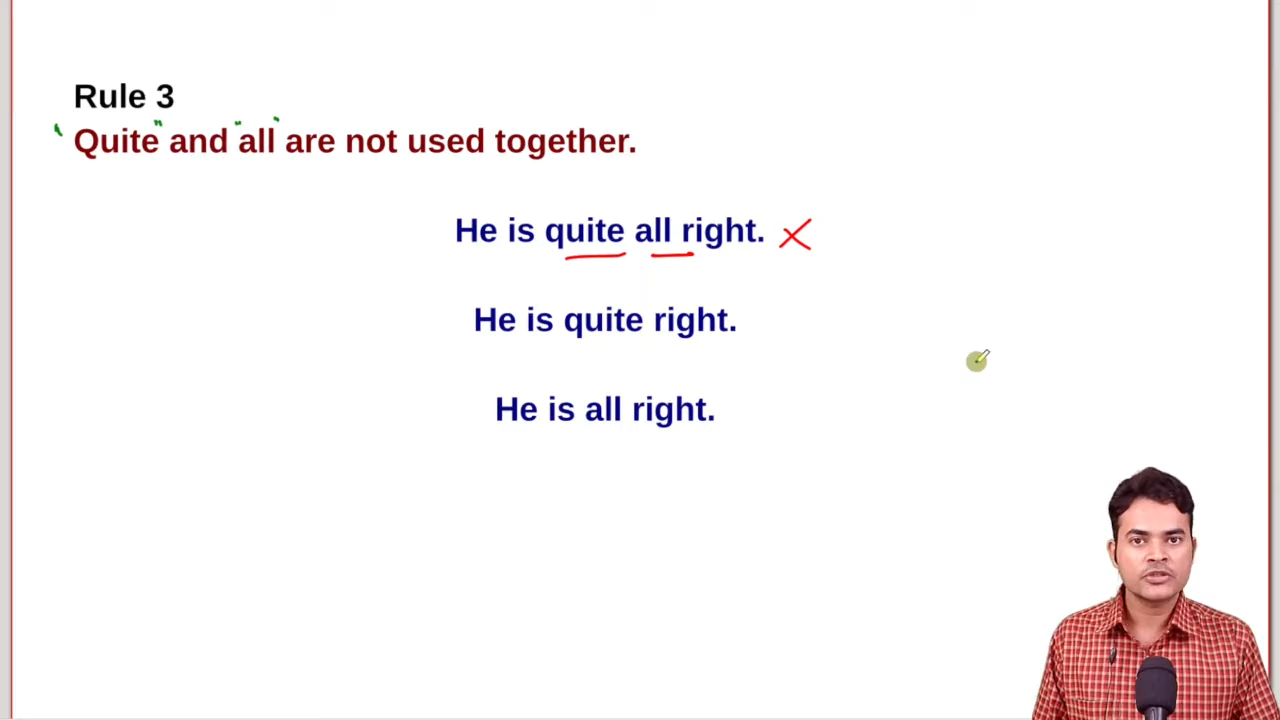 Rule 3
Quite and all are not used together.
He is quite all right.
He is quite right.
He is all right.